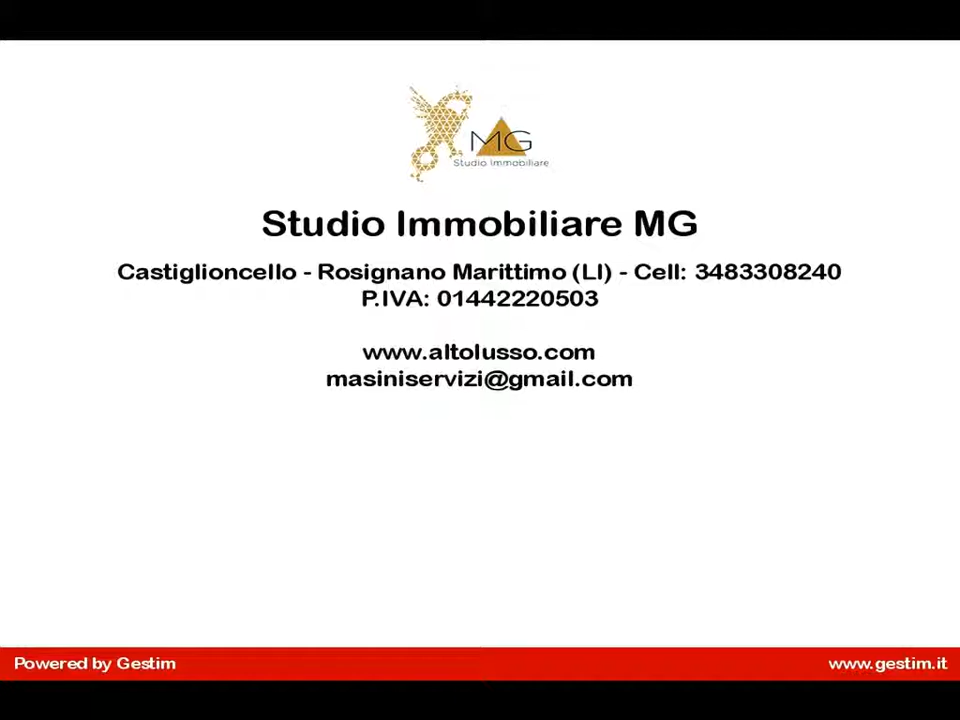 MG
Studio Immobiliare
Studio Immobiliare MG
Castiglioncello - Rosignano Marittimo (LI) - Cell: 3483308240
P.IVA: 01442220503
www.altolusso.com
masiniservizi@gmail.com
Powered by Gestim
www.gestim.it